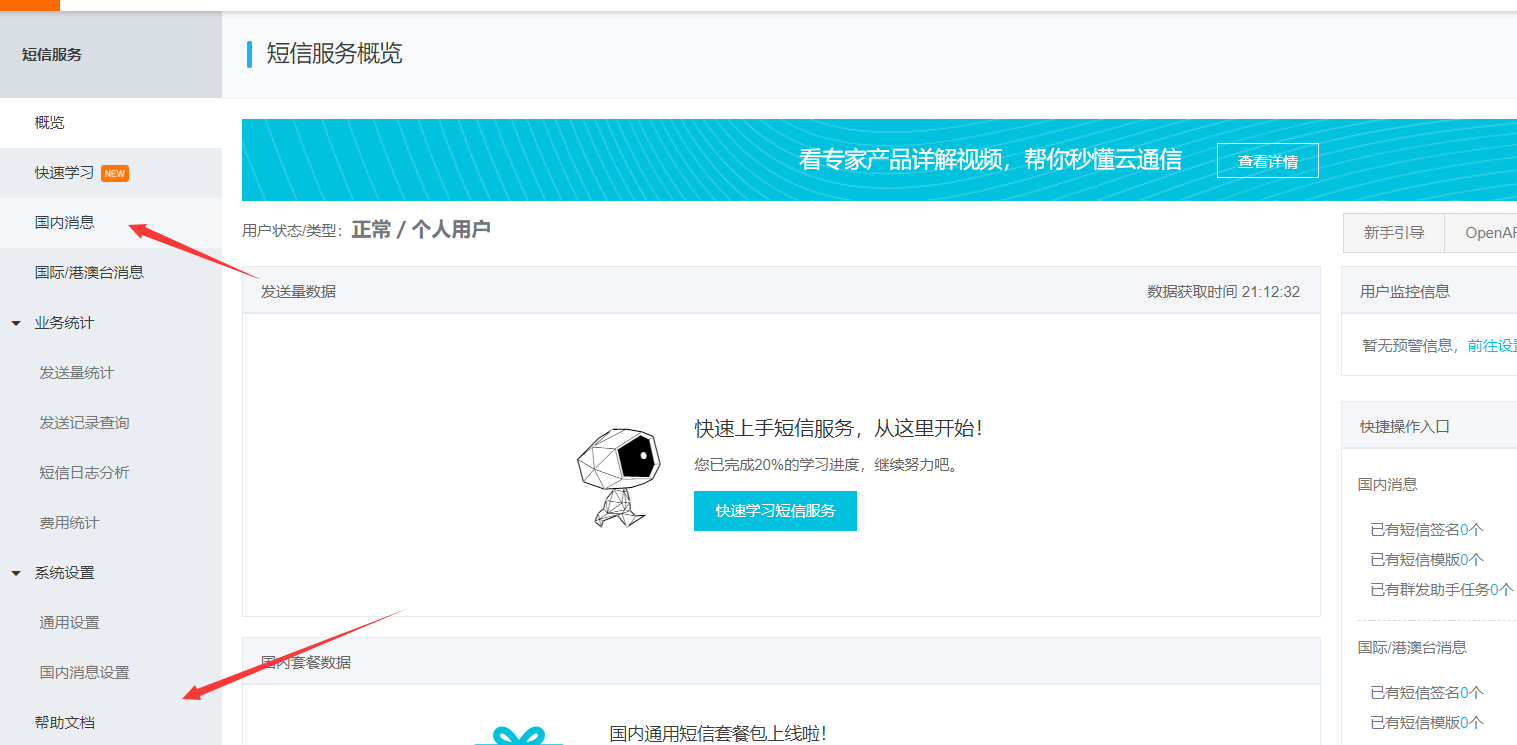 短信服务
概览
快速学习 NEW
国内消息
国际/港澳台消息
业务统计
发送量统计
发送记录查询
短信日志分析
费用统计
系统设置
通用设置
国内消息设置
帮助文档
短信服务概览
看专家产品详解视频，帮你秒懂云通信 查看详情
用户状态/类型：正常 / 个人用户
新手引导 OpenAP
发送量数据 数据获取时间 21:12:32
快速上手短信服务，从这里开始！
您已完成20%的学习进度，继续努力吧。
快速学习短信服务
国内套餐数据
国内通用短信套餐包上线啦！
用户监控信息
暂无预警信息，前往设置
快捷操作入口
国内消息
已有短信签名0个
已有短信模版0个
已有群发助手任务0个
国际/港澳台消息
已有短信签名0个
已有短信模版0个